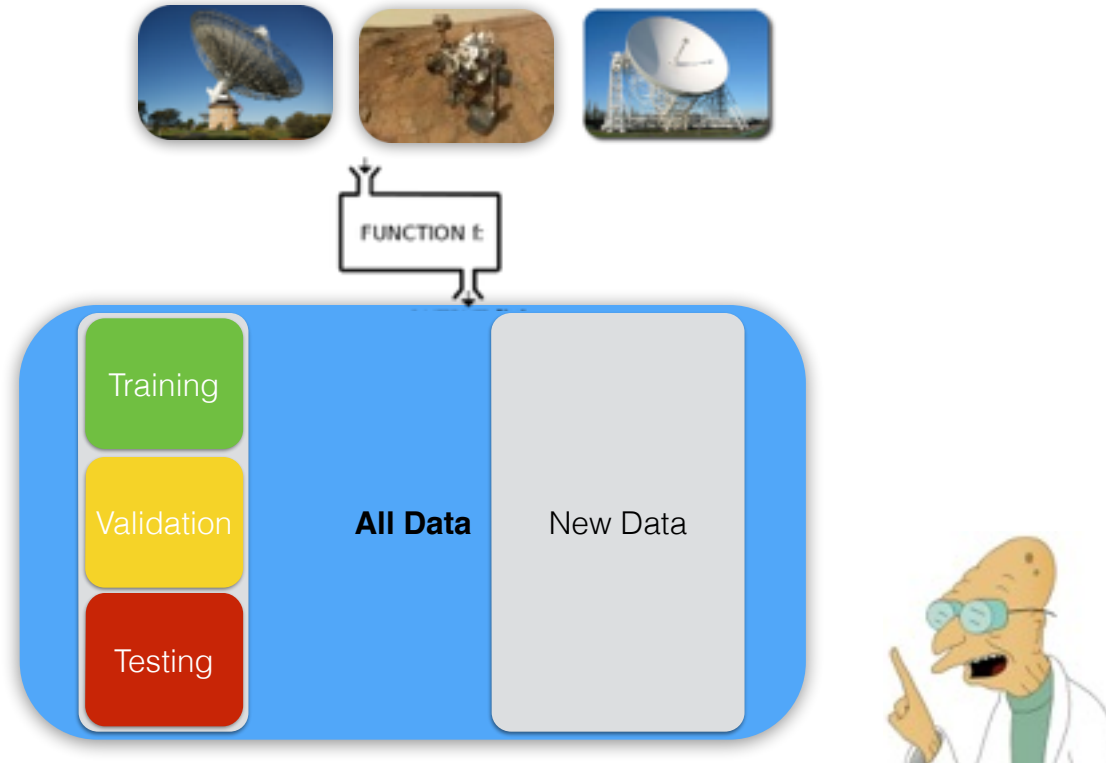 FUNCTION f:
Training
Validation
All Data
New Data
Testing